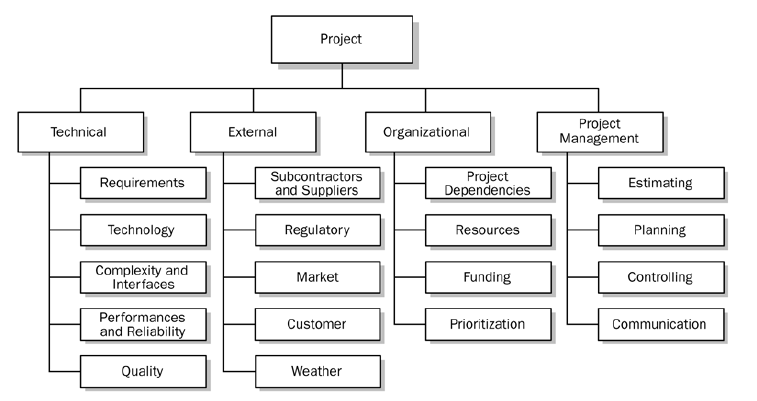 Project
Technical
External
Organizational
Project
Management
Requirements
Technology
Complexity and
Interfaces
Performances
and Reliability
Quality
Subcontractors
and Suppliers
Regulatory
Market
Customer
Weather
Project
Dependencies
Resources
Funding
Prioritization
Estimating
Planning
Controlling
Communication